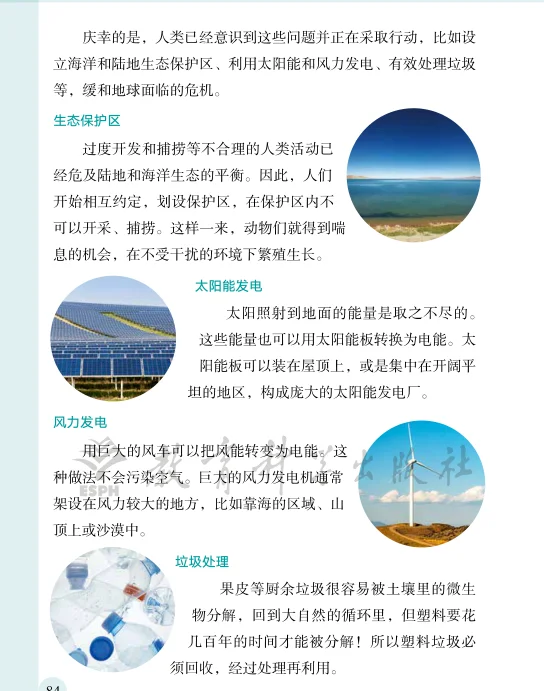 庆幸的是，人类已经意识到这些问题并正在采取行动，比如设
立海洋和陆地生态保护区、利用太阳能和风力发电、有效处理垃圾
等，缓和地球面临的危机。
生态保护区
过度开发和捕捞等不合理的人类活动已
经危及陆地和海洋生态的平衡。因此，人们
开始相互约定，划设保护区，在保护区内不
可以开采、捕捞。这样一来，动物们就得到喘
息的机会，在不受干扰的环境下繁殖生长。
太阳能发电
太阳照射到地面的能量是取之不尽的。
这些能量也可以用太阳能板转换为电能。太
阳能板可以装在屋顶上，或是集中在开阔平
坦的地区，构成庞大的太阳能发电厂。
风力发电
用巨大的风车可以把风能转变为电能。这
种做法不会污染空气。巨大的风力发电机通常
架设在风力较大的地方，比如靠海的区域、山
顶上或沙漠中。
ESPH 教育科学出版社
垃圾处理
果皮等厨余垃圾很容易被土壤里的微生
物分解，回到大自然的循环里，但塑料要花
几百年的时间才能被分解！所以塑料垃圾必
须回收，经过处理再利用。
84